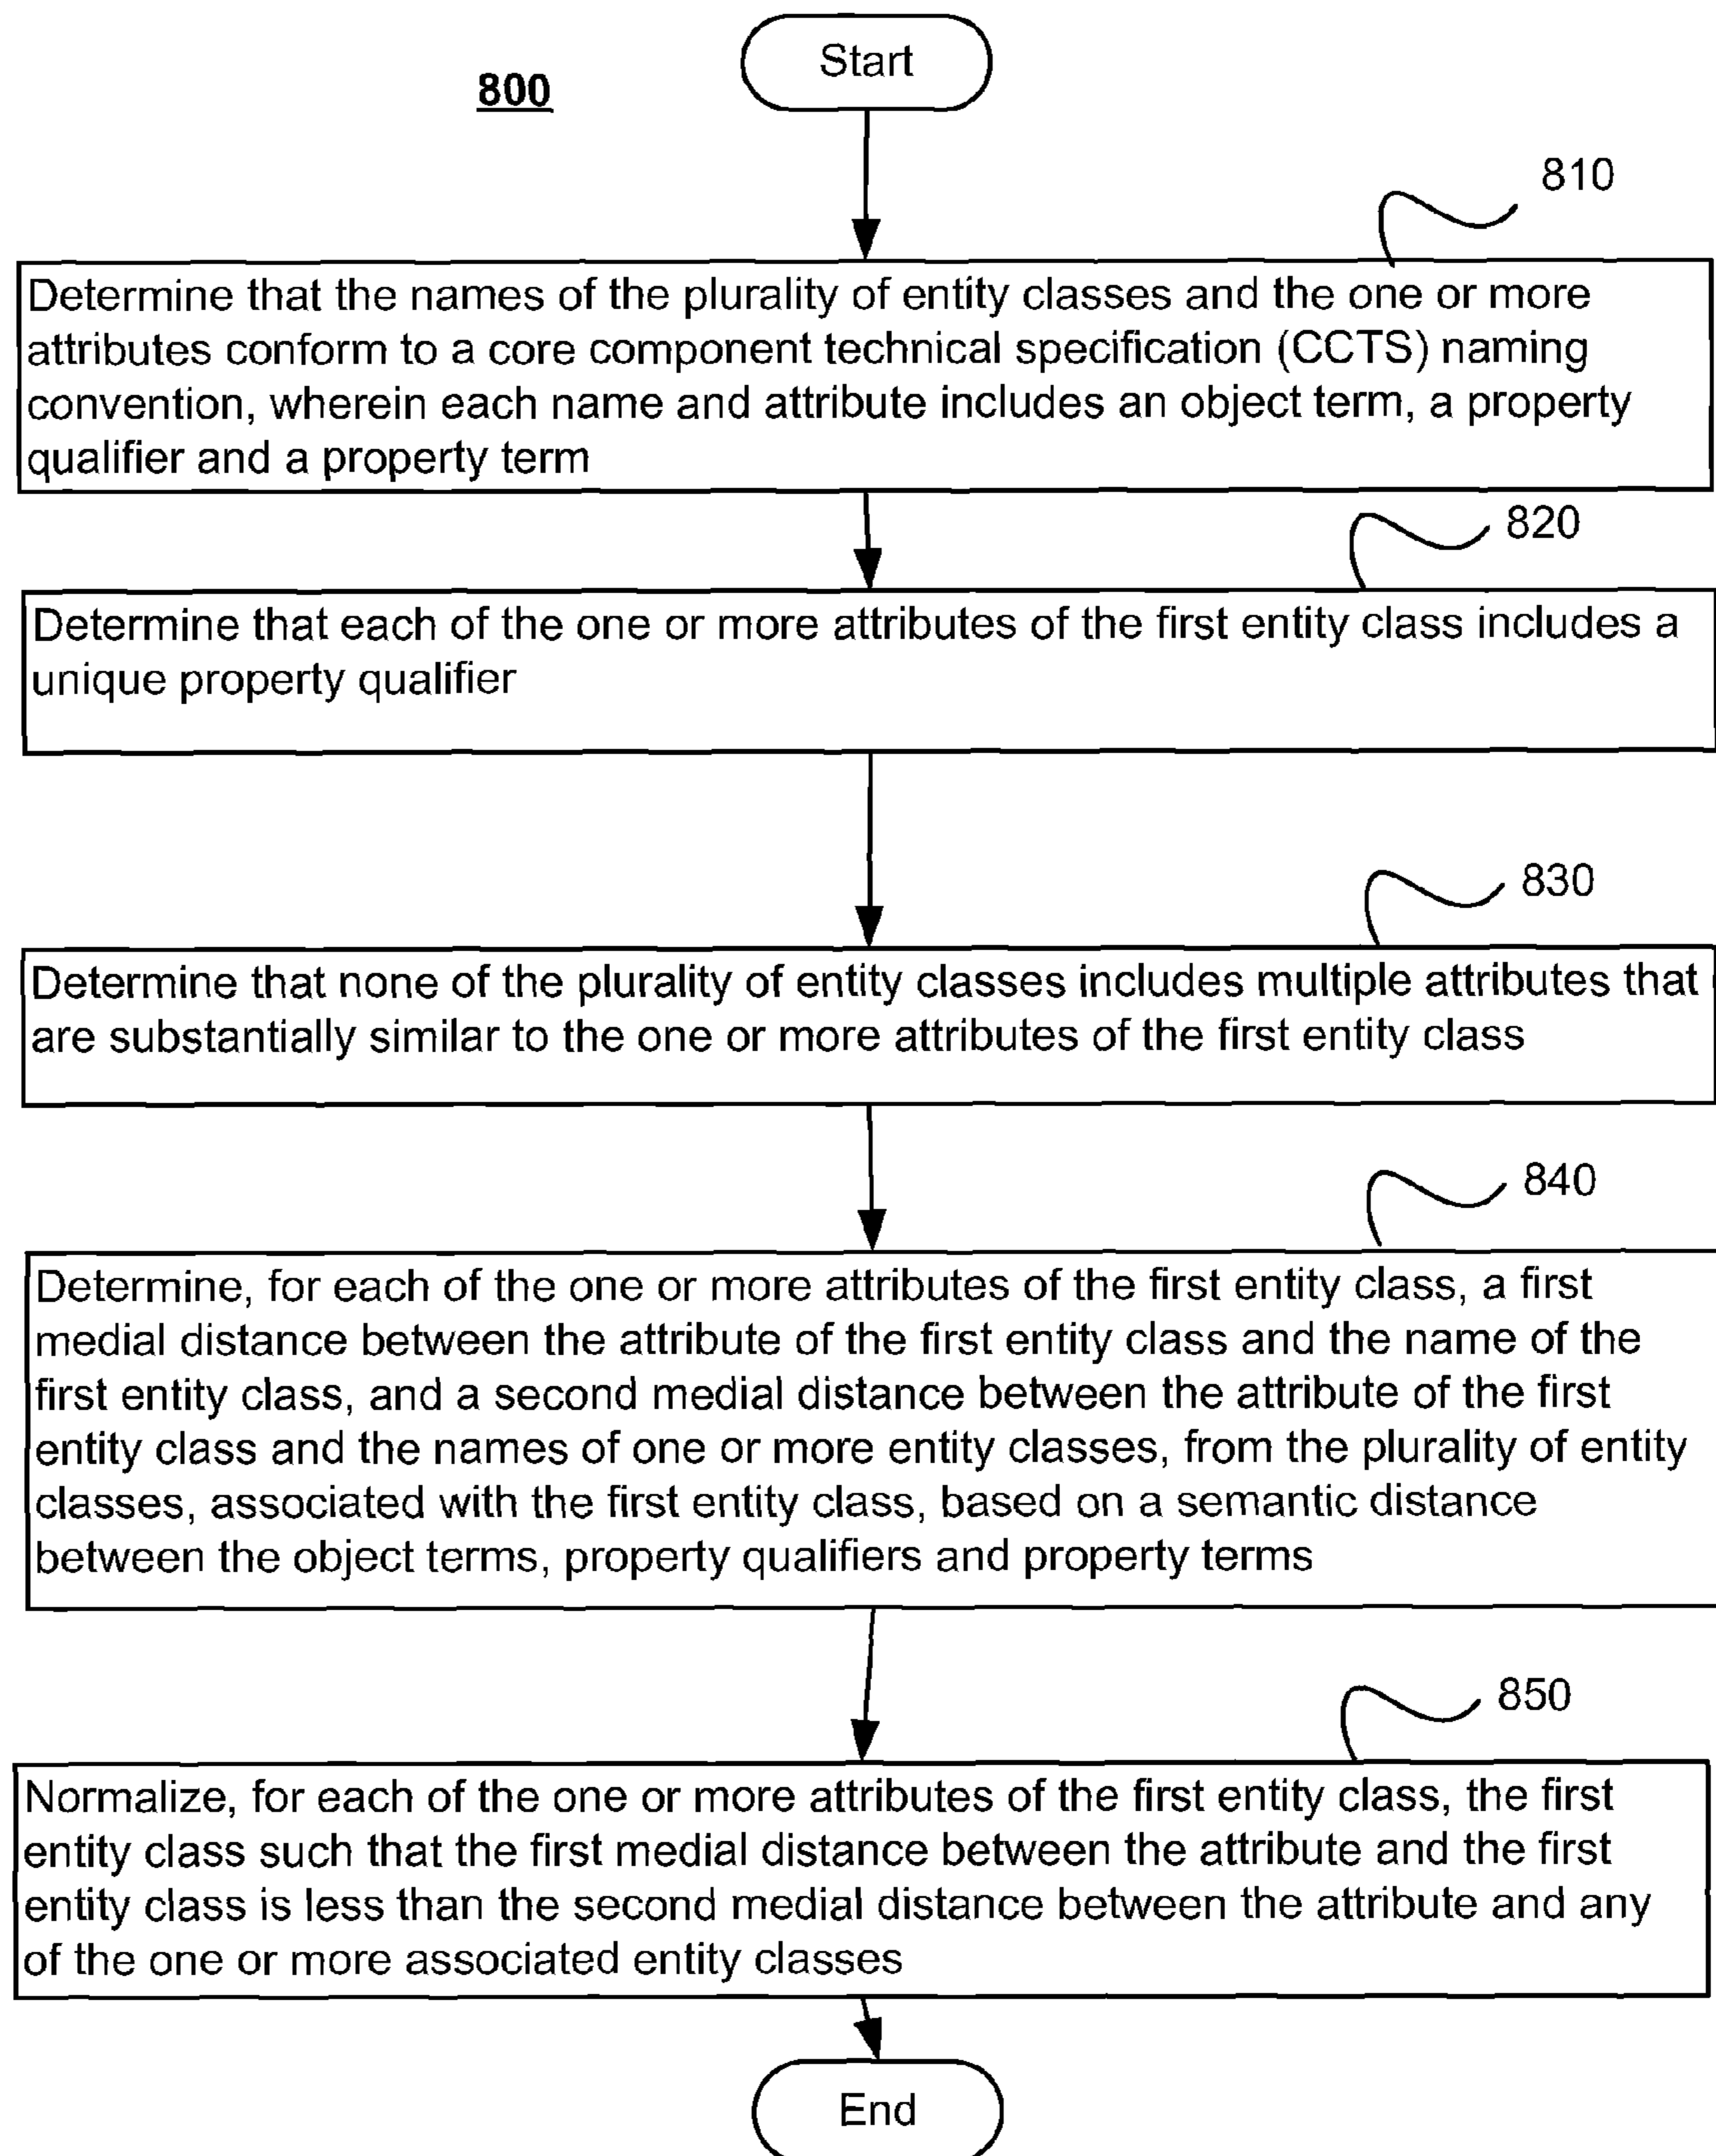 Start
800
810
Determine that the names of the plurality of entity classes and the one or more
attributes conform to a core component technical specification (CCTS) naming
convention, wherein each name and attribute includes an object term, a property
qualifier and a property term
820
Determine that each of the one or more attributes of the first entity class includes a
unique property qualifier
830
Determine that none of the plurality of entity classes includes multiple attributes that
are substantially similar to the one or more attributes of the first entity class
840
Determine, for each of the one or more attributes of the first entity class, a first
medial distance between the attribute of the first entity class and the name of the
first entity class, and a second medial distance between the attribute of the first
entity class and the names of one or more entity classes, from the plurality of entity
classes, associated with the first entity class, based on a semantic distance
between the object terms, property qualifiers and property terms
850
Normalize, for each of the one or more attributes of the first entity class, the first
entity class such that the first medial distance between the attribute and the first
entity class is less than the second medial distance between the attribute and any
of the one or more associated entity classes
End